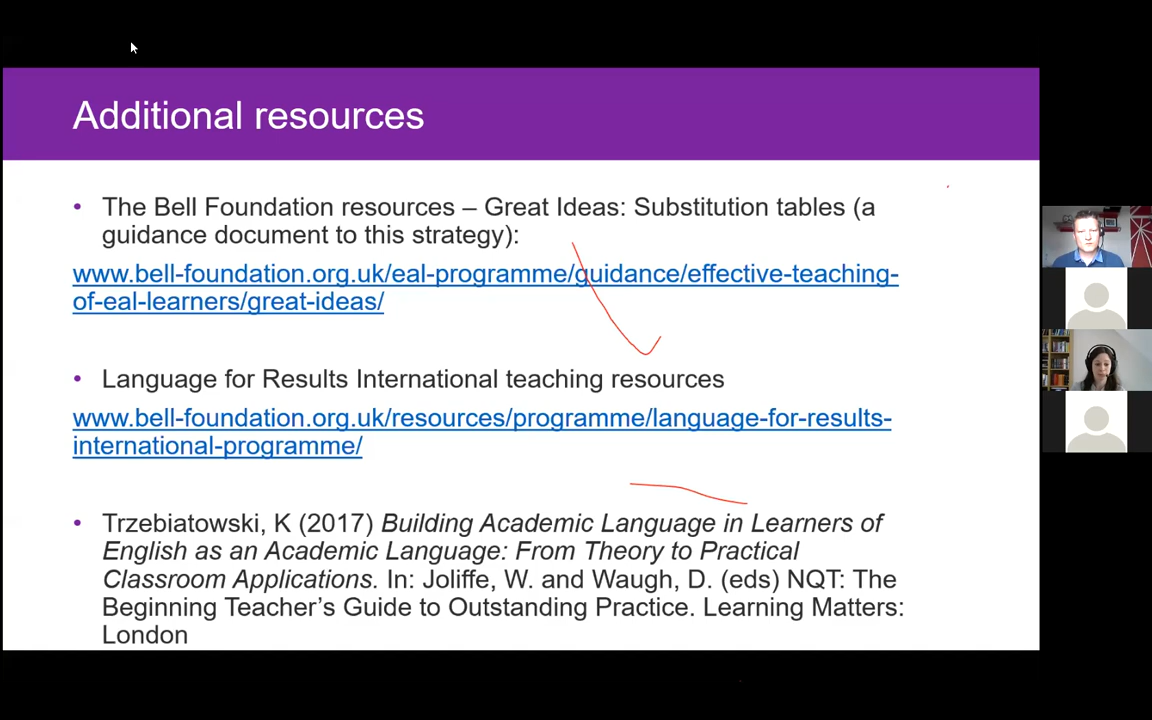 Additional resources
• The Bell Foundation resources – Great Ideas: Substitution tables (a
guidance document to this strategy):
www.bell-foundation.org.uk/eal-programme/guidance/effective-teaching-
of-eal-learners/great-ideas/
• Language for Results International teaching resources
www.bell-foundation.org.uk/resources/programme/language-for-results-
international-programme/
• Trzebiatowski, K (2017) Building Academic Language in Learners of
English as an Academic Language: From Theory to Practical
Classroom Applications. In: Joliffe, W. and Waugh, D. (eds) NQT: The
Beginning Teacher’s Guide to Outstanding Practice. Learning Matters:
London